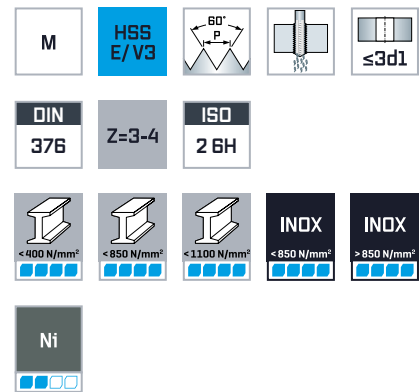 M
HSS
E/V3
60°
P
≤3d1
DIN
376
Z=3-4
ISO
2 6H
<400 N/mm²
<850 N/mm²
<1100 N/mm²
INOX
<850 N/mm²
INOX
>850 N/mm²
Ni